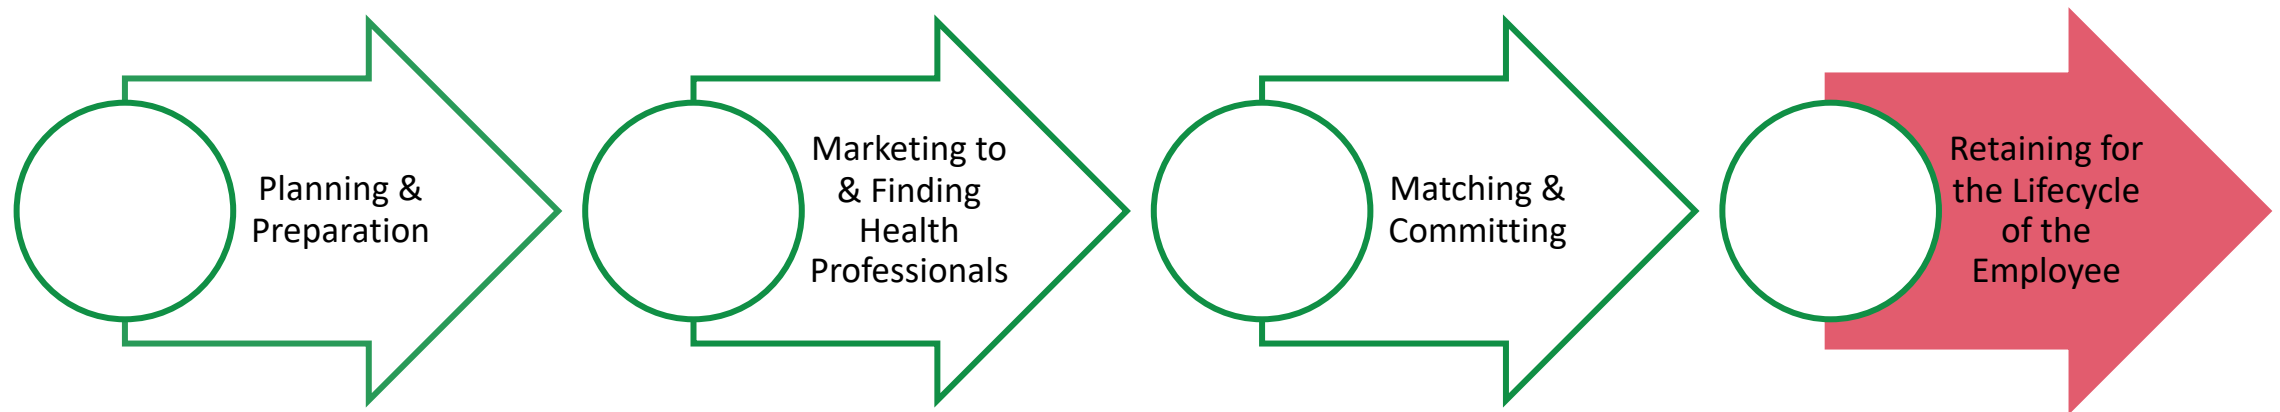 Planning &
Preparation
Marketing to
& Finding
Health
Professionals
Matching &
Committing
Retaining for
the Lifecycle
of the
Employee